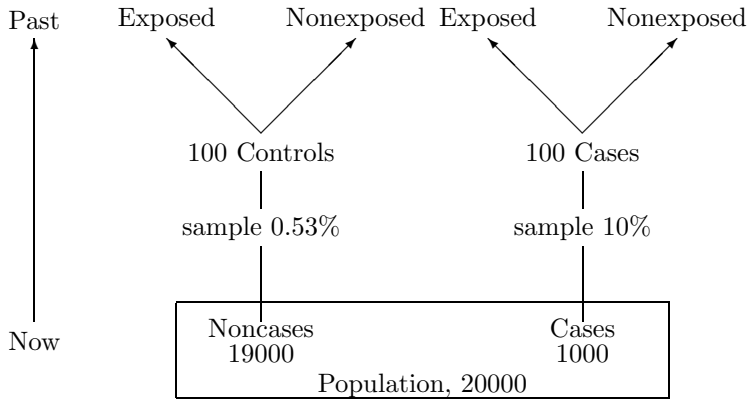 Past Exposed Nonexposed Exposed Nonexposed
100 Controls 100 Cases
sample 0.53% sample 10%
Now Noncases Cases
19000 1000
Population, 20000